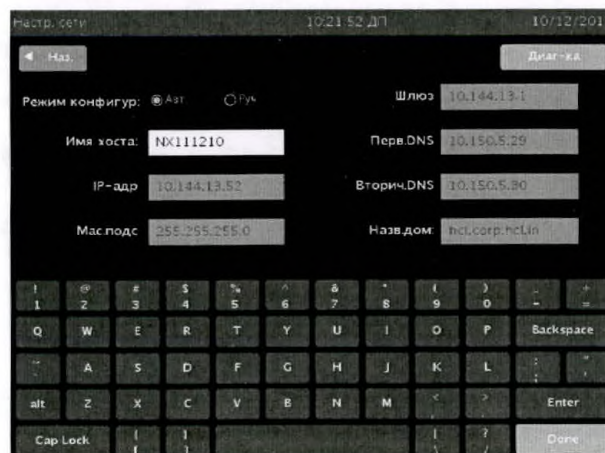 Настр. сети 10:21:52 ДП 10/12/201
Наз. Диаг-ка
Режим конфигур: Авт Рук Шлюз 10.144.13.1
Имя хоста: NX111210 Перв.DNS 10.150.5.29
IP-адр 10.144.13.52 Вторич.DNS 10.150.5.30
Мас.подс 255.255.255.0 Назв.дом: hcl.corp.hcl.in
! @ # $ % ^ & * ( ) _ +
1 2 3 4 5 6 7 8 9 0 - =
Q W E R T Y U I O P Backspace
A S D F G H J K L : "
alt Z X C V B N M < > Enter
Cap Lock { } | ? Done
[ ] \ /